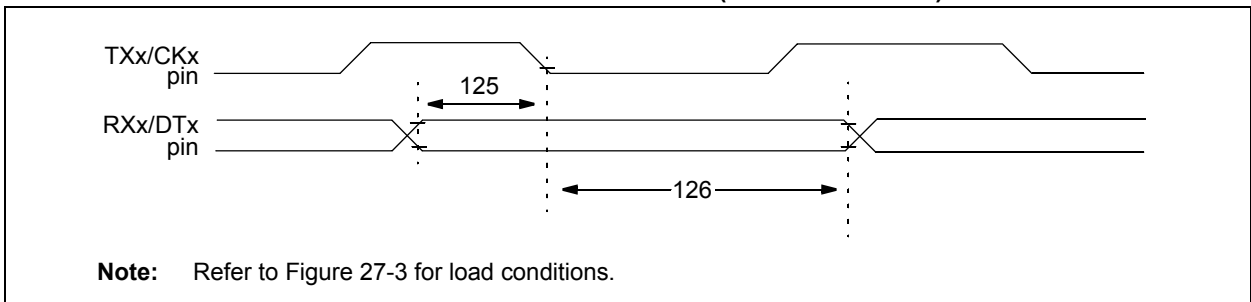 TXx/CKx
pin
125
RXx/DTx
pin
126
Note: Refer to Figure 27-3 for load conditions.